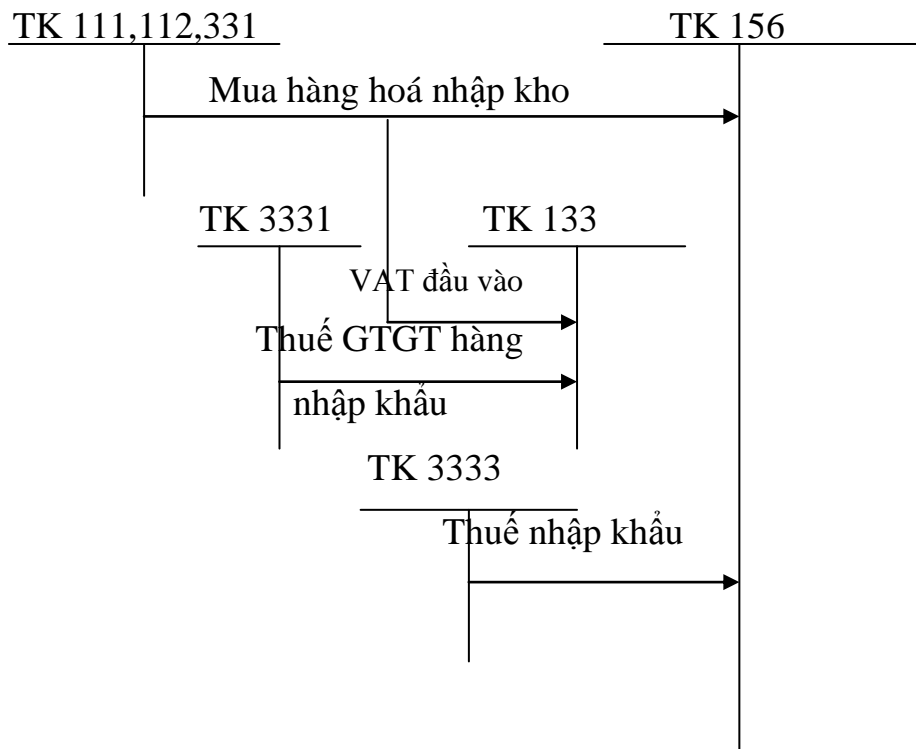 TK 111,112,331
TK 156
Mua hàng hoá nhập kho
TK 3331
TK 133
VAT đầu vào
Thuế GTGT hàng
nhập khẩu
TK 3333
Thuế nhập khẩu